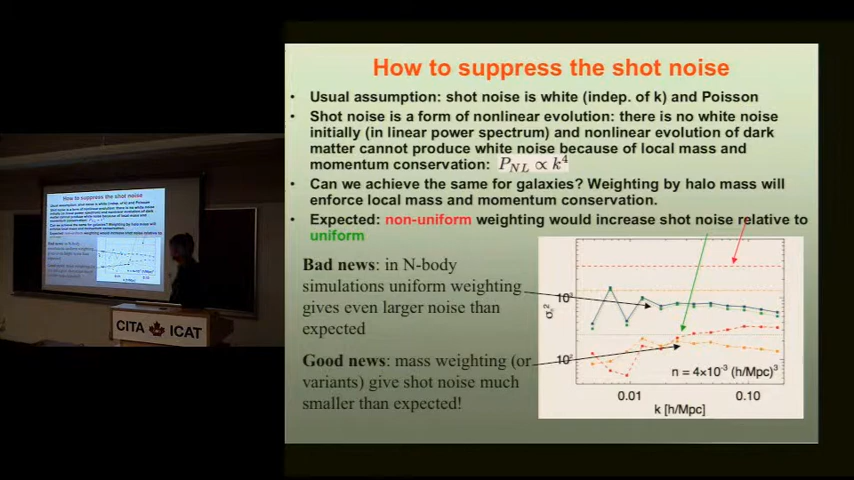 How to suppress the shot noise
• Usual assumption: shot noise is white (indep. of k) and Poisson
• Shot noise is a form of nonlinear evolution: there is no white noise
initially (in linear power spectrum) and nonlinear evolution of dark
matter cannot produce white noise because of local mass and
momentum conservation: P_NL ∝ k^4
• Can we achieve the same for galaxies? Weighting by halo mass will
enforce local mass and momentum conservation.
• Expected: non-uniform weighting would increase shot noise relative to
uniform
Bad news: in N-body
simulations uniform weighting
gives even larger noise than
expected
Good news: mass weighting (or
variants) give shot noise much
smaller than expected!
n = 4×10^-3 (h/Mpc)^3
0.01 0.10
k [h/Mpc]
How to suppress the shot noise
CITA ICAT